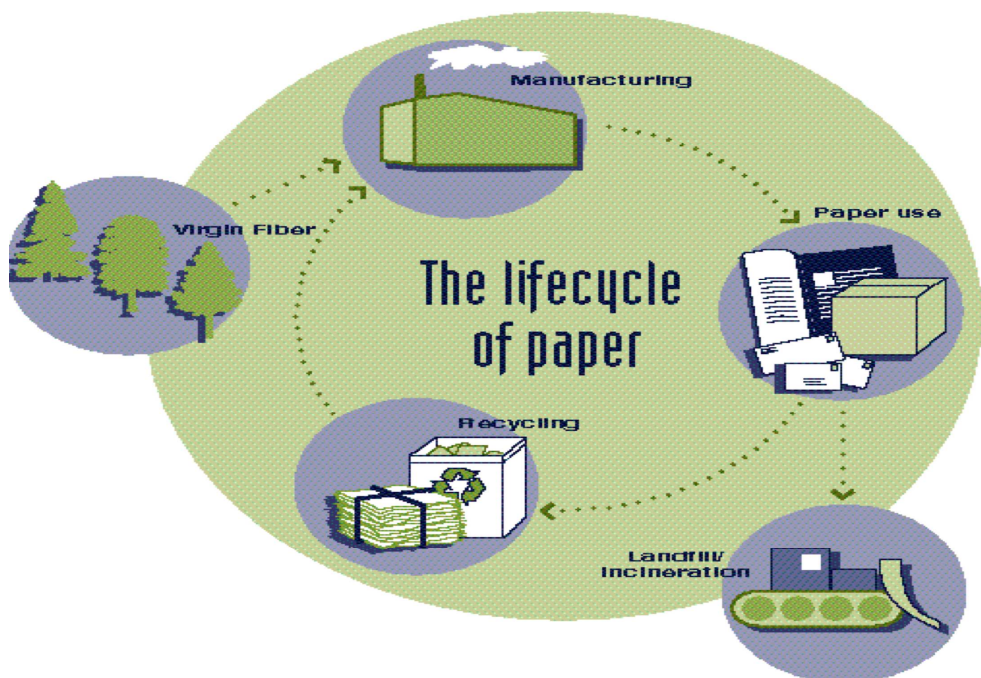 Manufacturing
Virgin Fiber
Paper use
The lifecycle
of paper
Recycling
Landfill/
incineration